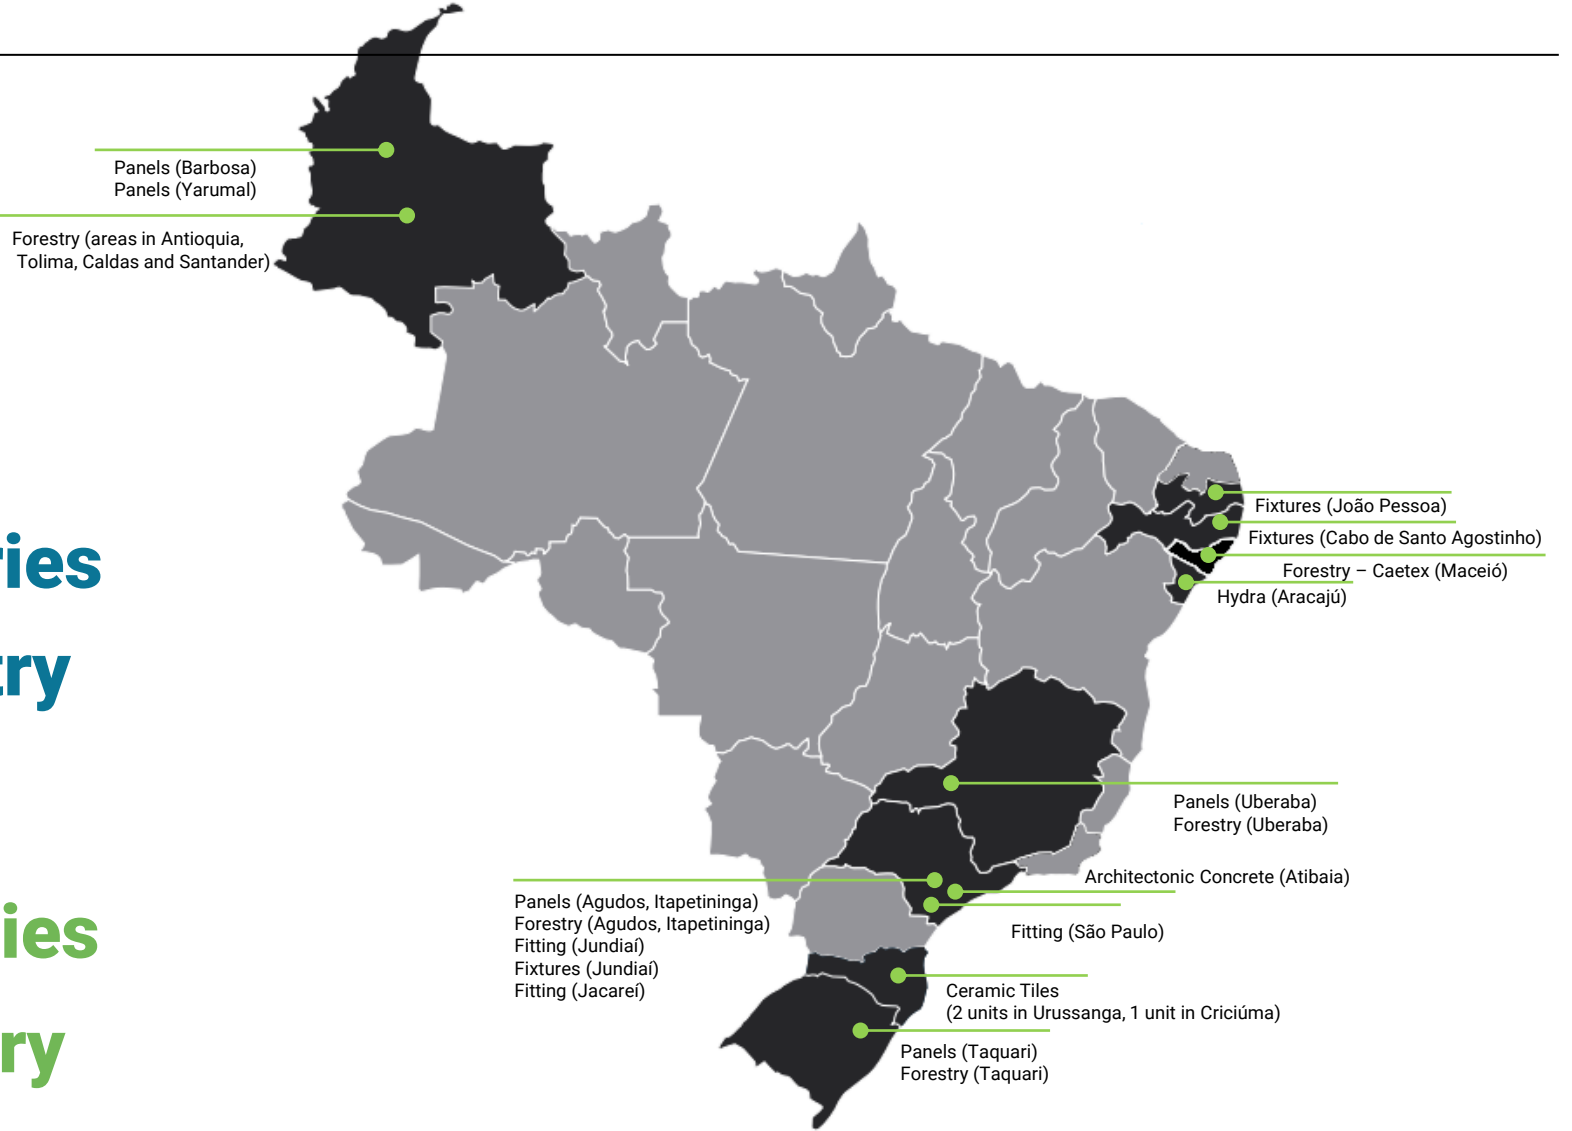 Panels (Barbosa)
Panels (Yarumal)
Forestry (areas in Antioquia,
Tolima, Caldas and Santander)
Fixtures (João Pessoa)
Fixtures (Cabo de Santo Agostinho)
Forestry – Caetex (Maceió)
Hydra (Aracajú)
ries
try
Panels (Uberaba)
Forestry (Uberaba)
Architectonic Concrete (Atibaia)
Fitting (São Paulo)
Panels (Agudos, Itapetininga)
Forestry (Agudos, Itapetininga)
Fitting (Jundiaí)
Fixtures (Jundiaí)
Fitting (Jacareí)
ies
ry
Ceramic Tiles
(2 units in Urussanga, 1 unit in Criciúma)
Panels (Taquari)
Forestry (Taquari)